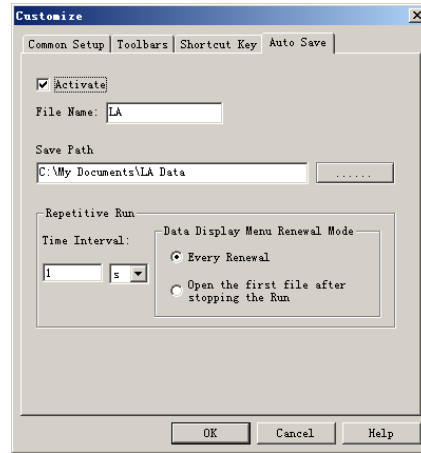 Customize
Common Setup Toolbars Shortcut Key Auto Save
Activate
File Name: LA
Save Path
C:\My Documents\LA Data ......
Repetitive Run
Time Interval:
1 s
Data Display Menu Renewal Mode
Every Renewal
Open the first file after
stopping the Run
OK Cancel Help